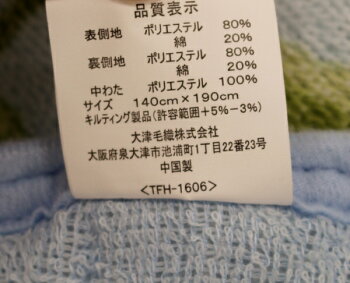 品質表示
表側地 ポリエステル 80%
綿 20%
裏側地 ポリエステル 80%
綿 20%
中わた ポリエステル 100%
サイズ 140cm×190cm
キルティング製品(許容範囲+5%-3%)
大津毛織株式会社
大阪府泉大津市池浦町1丁目22番23号
中国製
<TFH-1606>